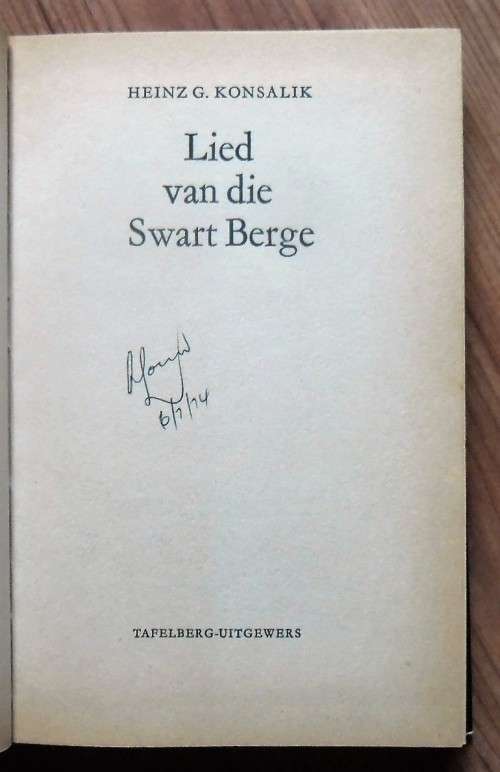 HEINZ G. KONSALIK
Lied
van die
Swart Berge
6/7/74
TAFELBERG-UITGEWERS